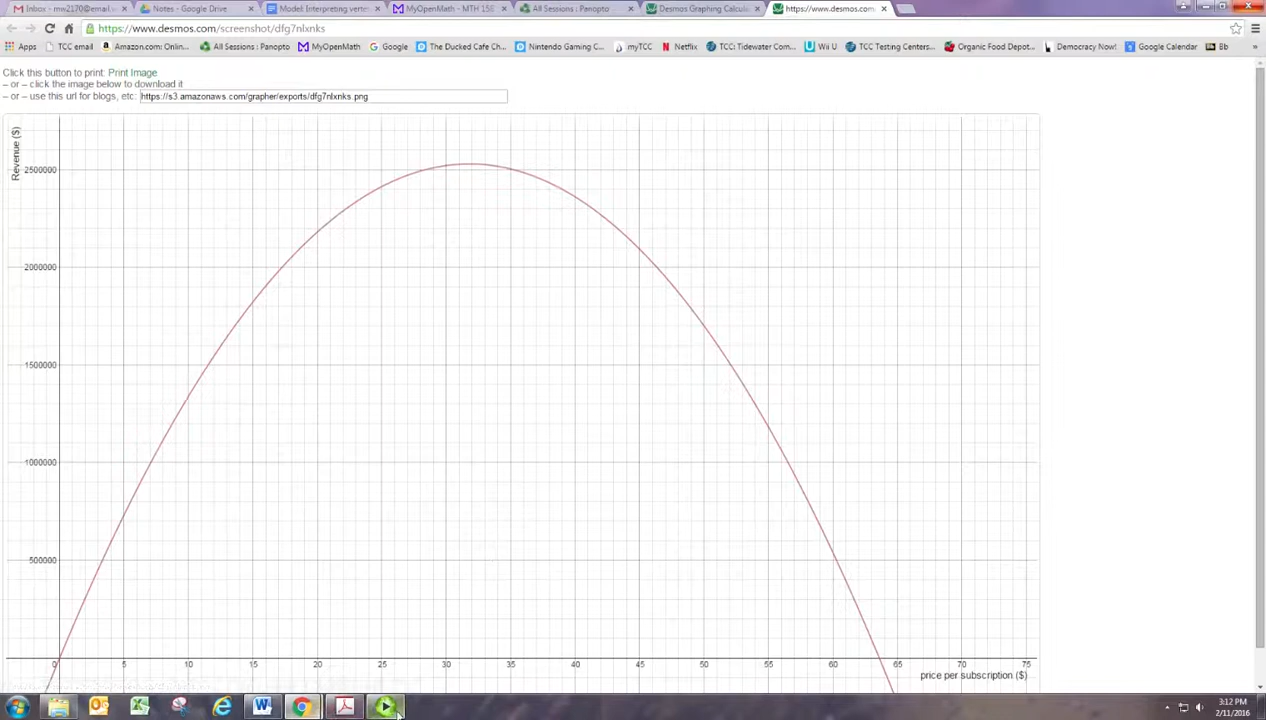 Inbox - mw2170@email.v
Notes - Google Drive
Model: Interpreting verte
MyOpenMath - MTH 158
All Sessions : Panopto
Desmos Graphing Calcula
https://www.desmos.com
https://www.desmos.com/screenshot/dfg7nlxnks
Apps
TCC email
Amazon.com: Onlin...
All Sessions : Panopto
MyOpenMath
Google
The Ducked Cafe Ch...
Nintendo Gaming C...
myTCC
Netflix
TCC: Tidewater Com...
Wii U
TCC Testing Centers...
Organic Food Depot...
Democracy Now!
Google Calendar
Bb
»
Click this button to print: Print Image
– or – click the image below to download it
– or – use this url for blogs, etc: https://s3.amazonaws.com/grapher/exports/dfg7nlxnks.png
Revenue ($)
2500000
2000000
1500000
1000000
500000
0 5 10 15 20 25 30 35 40 45 50 55 60 65 70 75
price per subscription ($)
3:12 PM
2/11/2016